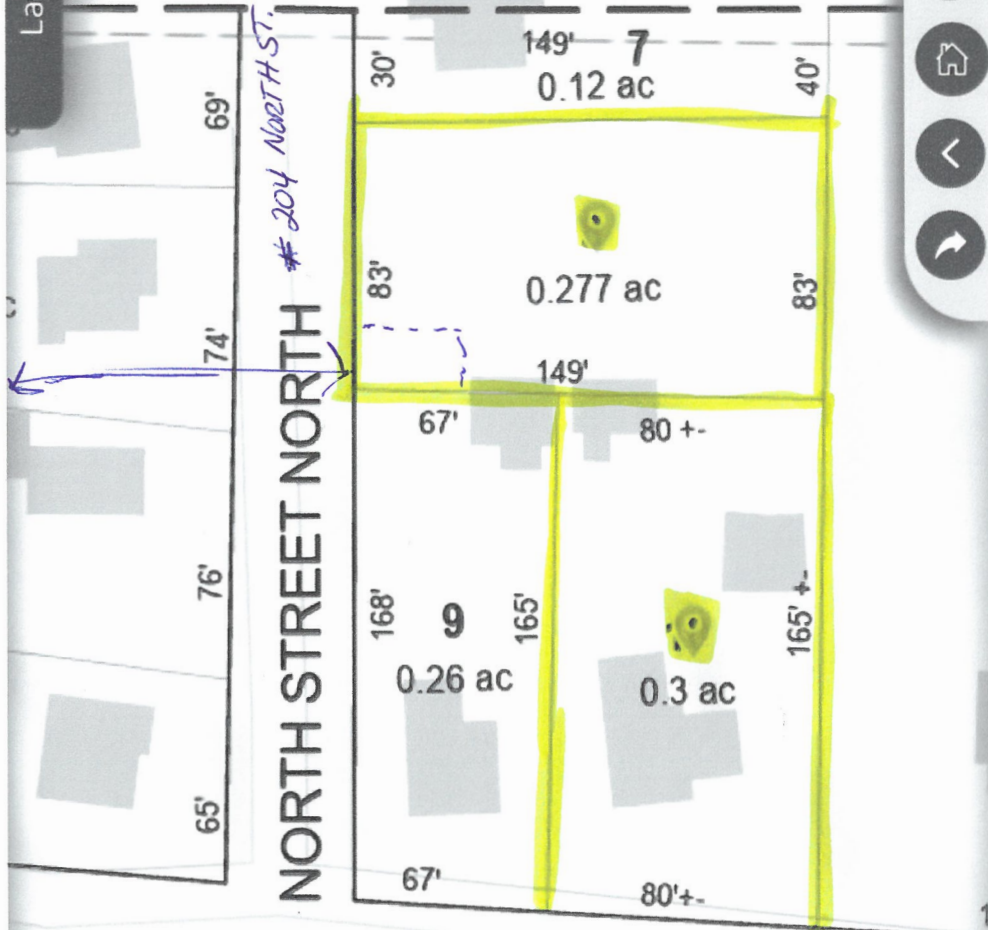 La
69'
74'
76'
65'
NORTH STREET NORTH
# 204 NORTH ST.
30'
149'
7
0.12 ac
40'
83'
0.277 ac
83'
149'
67'
80 +-
168'
9
0.26 ac
165'
0.3 ac
165' +-
67'
80'+-